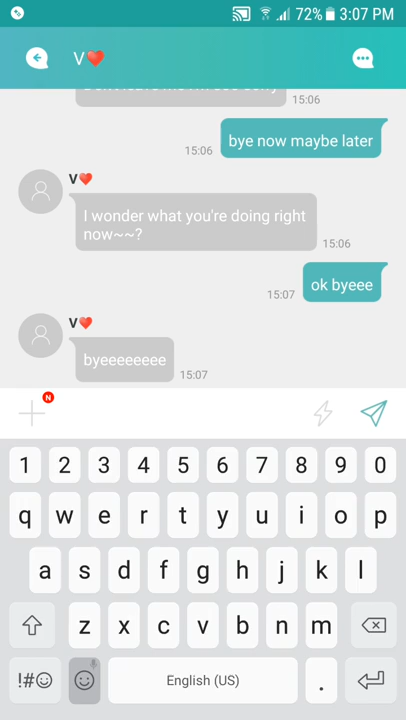 72% 3:07 PM
V❤️
15:06
bye now maybe later
15:06
V❤️
I wonder what you're doing right
now~~?
15:06
ok byeee
15:07
V❤️
byeeeeeeee
15:07
N
1 2 3 4 5 6 7 8 9 0
q w e r t y u i o p
a s d f g h j k l
z x c v b n m
!#☺ English (US) .